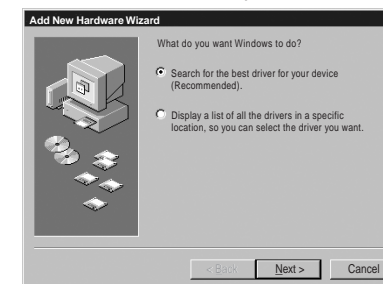 Add New Hardware Wizard
What do you want Windows to do?
Search for the best driver for your device
(Recommended).
Display a list of all the drivers in a specific
location, so you can select the driver you want.
< Back
Next >
Cancel